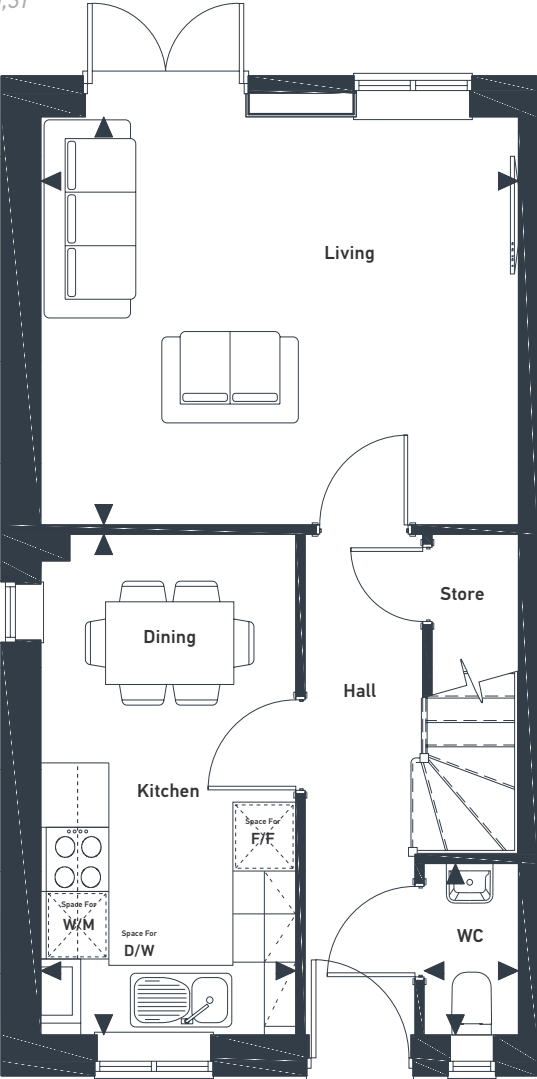 Living
Store
Dining
Hall
Kitchen
Space For
F/F
Space For
W/M
Space For
D/W
WC